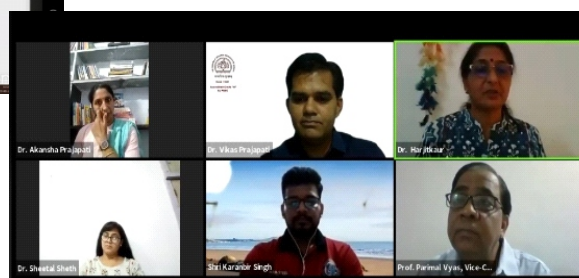 Dr. Akansha Prajapati
Dr. Vikas Prajapati
Dr. Harjitkaur
Dr. Sheetal Sheth
Shri Karanbir Singh
Prof. Parimal Vyas, Vice-C...